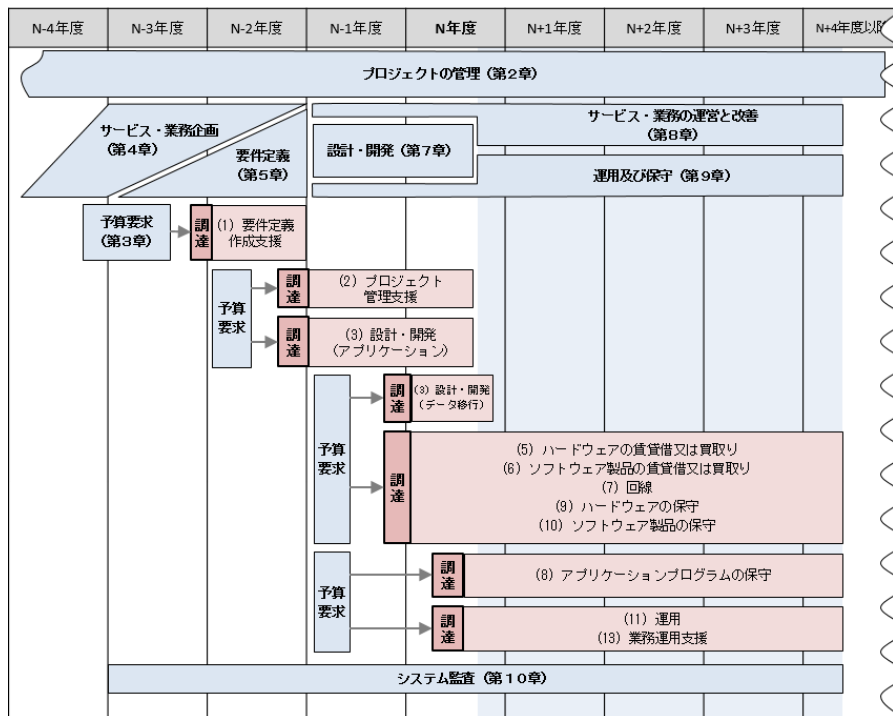 N-4年度
N-3年度
N-2年度
N-1年度
N年度
N+1年度
N+2年度
N+3年度
N+4年度以
プロジェクトの管理（第２章）
サービス・業務企画
（第４章）
要件定義
（第５章）
設計・開発（第７章）
サービス・業務の運営と改善
（第８章）
運用及び保守（第９章）
予算要求
（第３章）
調
達
(1) 要件定義
作成支援
予算
要求
調
達
(2) プロジェクト
管理支援
調
達
(3) 設計・開発
（アプリケーション）
予算
要求
調
達
(3) 設計・開発
（データ移行）
調
達
(5) ハードウェアの賃貸借又は買取り
(6) ソフトウェア製品の賃貸借又は買取り
(7) 回線
(9) ハードウェアの保守
(10) ソフトウェア製品の保守
予算
要求
調
達
(8) アプリケーションプログラムの保守
調
達
(11) 運用
(13) 業務運用支援
システム監査（第１０章）